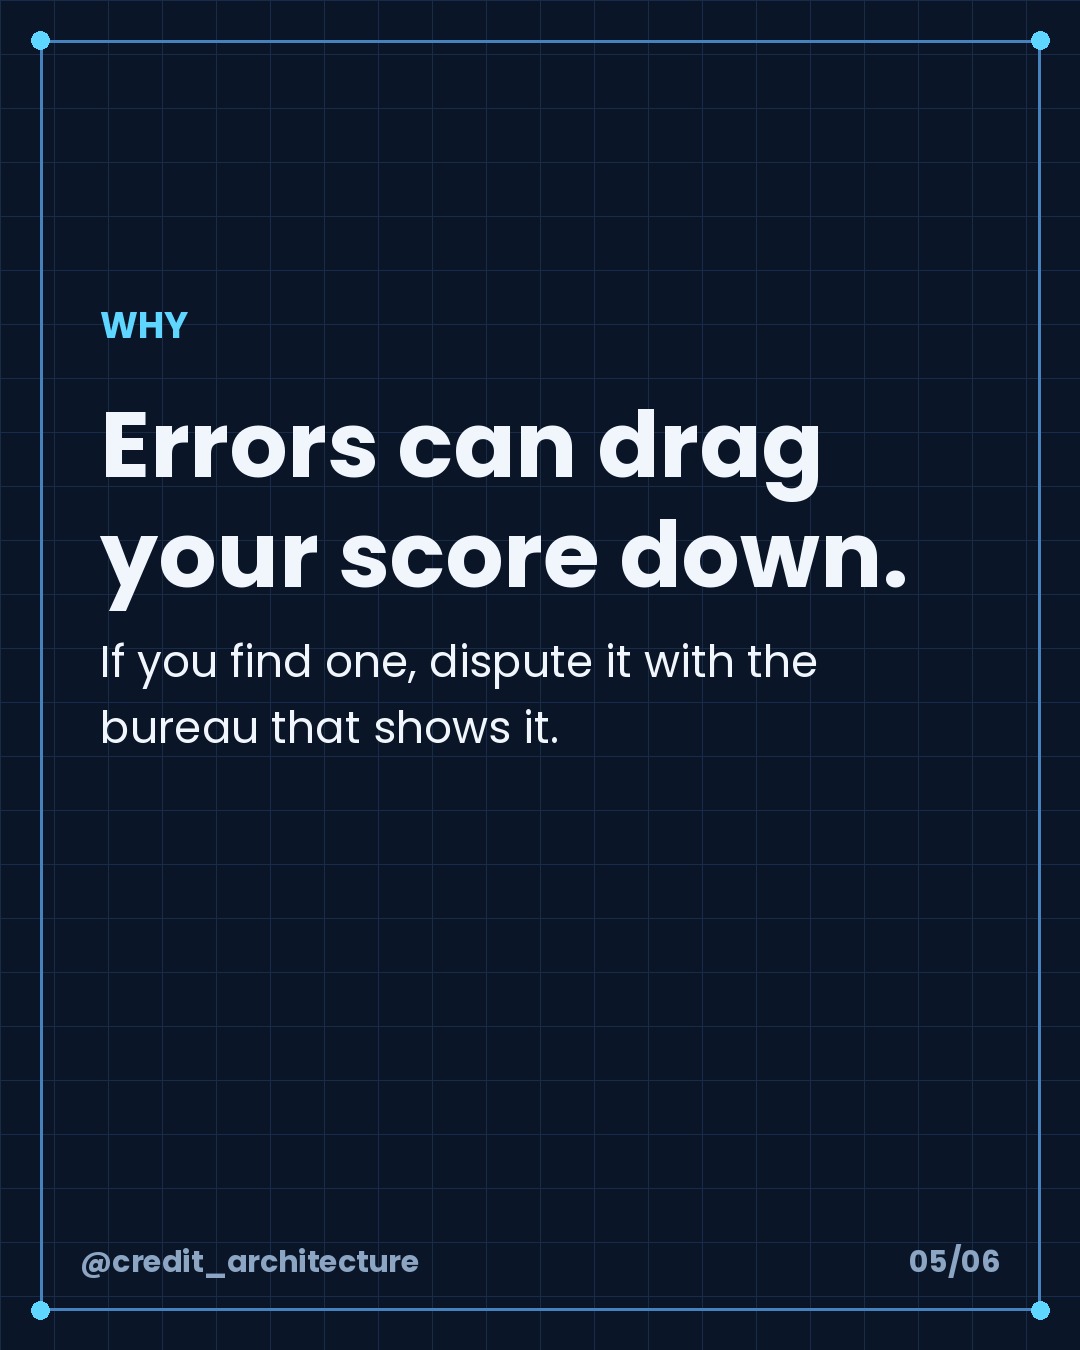 WHY
Errors can drag
your score down.
If you find one, dispute it with the
bureau that shows it.
@credit_architecture
05/06